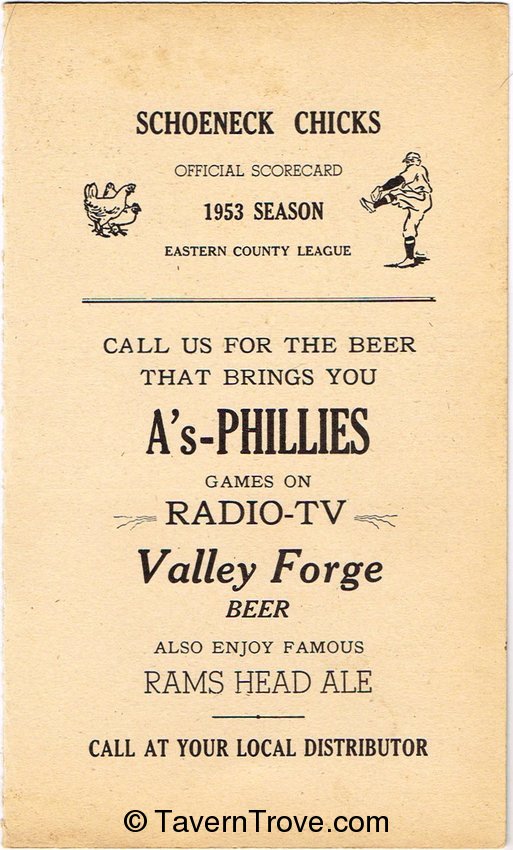 SCHOENECK CHICKS
OFFICIAL SCORECARD
1953 SEASON
EASTERN COUNTY LEAGUE
CALL US FOR THE BEER
THAT BRINGS YOU
A's-PHILLIES
GAMES ON
RADIO-TV
Valley Forge
BEER
ALSO ENJOY FAMOUS
RAMS HEAD ALE
CALL AT YOUR LOCAL DISTRIBUTOR
© TavernTrove.com